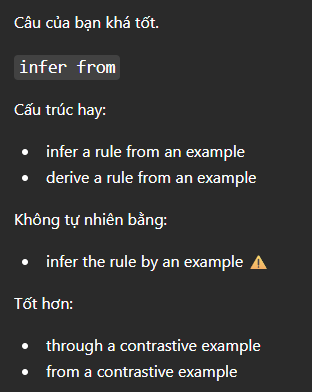 Câu của bạn khá tốt.
infer from
Cấu trúc hay:
• infer a rule from an example
• derive a rule from an example
Không tự nhiên bằng:
• infer the rule by an example ⚠️
Tốt hơn:
• through a contrastive example
• from a contrastive example